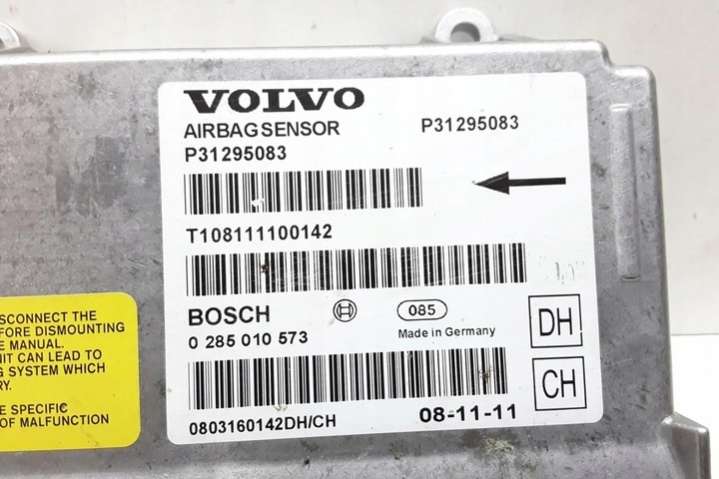 VOLVO
AIRBAGSENSOR P31295083
P31295083
T108111100142
BOSCH 085
Made in Germany
0 285 010 573
DH
CH
0803160142DH/CH 08-11-11
SCONNECT THE
FORE DISMOUNTING
MANUAL.
IT CAN LEAD TO
SYSTEM WHICH
RY.
E SPECIFIC
OF MALFUNCTION